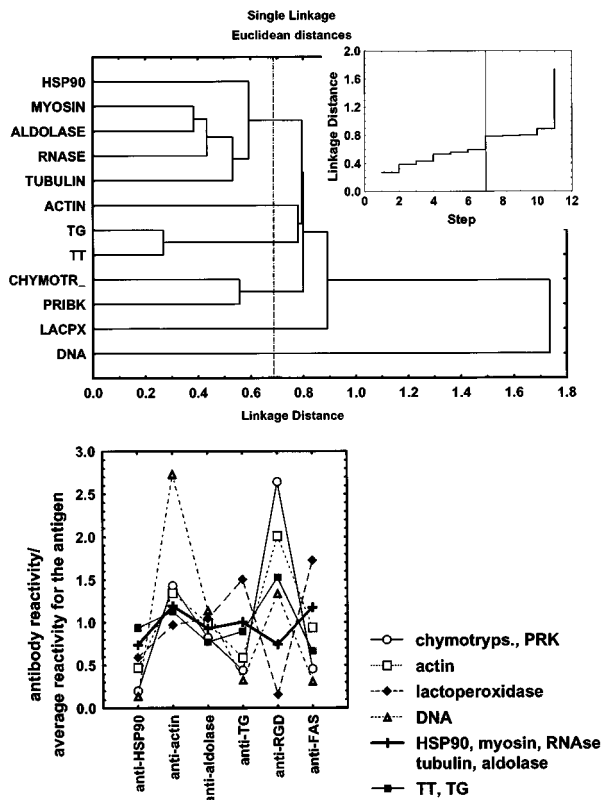 Single Linkage
Euclidean distances
HSP90
MYOSIN
ALDOLASE
RNASE
TUBULIN
ACTIN
TG
TT
CHYMOTR_
PRIBK
LACPX
DNA
0.0 0.2 0.4 0.6 0.8 1.0 1.2 1.4 1.6 1.8
Linkage Distance
2.0
1.6
1.2
0.8
0.4
0.0
0 2 4 6 8 10 12
Step
Linkage Distance
3.0
2.5
2.0
1.5
1.0
0.5
0.0
antibody reactivity/
average reactivity for the antigen
anti-HSP90
anti-actin
anti-aldolase
anti-TG
anti-RGD
anti-FAS
chymotryps., PRK
actin
lactoperoxidase
DNA
HSP90, myosin, RNAse
tubulin, aldolase
TT, TG